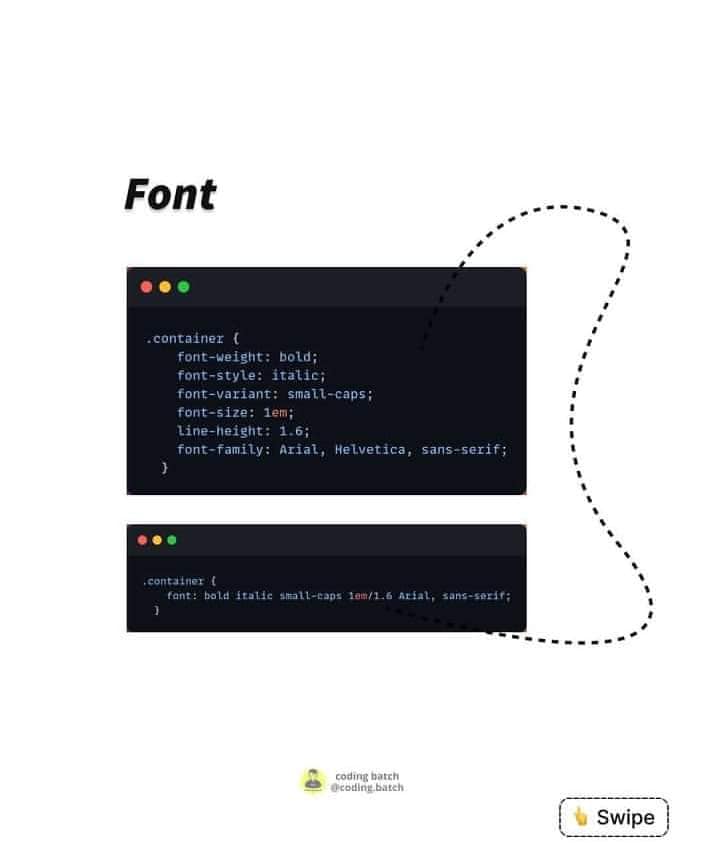 Font
.container {
font-weight: bold;
font-style: italic;
font-variant: small-caps;
font-size: 1em;
line-height: 1.6;
font-family: Arial, Helvetica, sans-serif;
}
.container {
font: bold italic small-caps 1em/1.6 Arial, sans-serif;
}
coding batch
@coding.batch
👆 Swipe